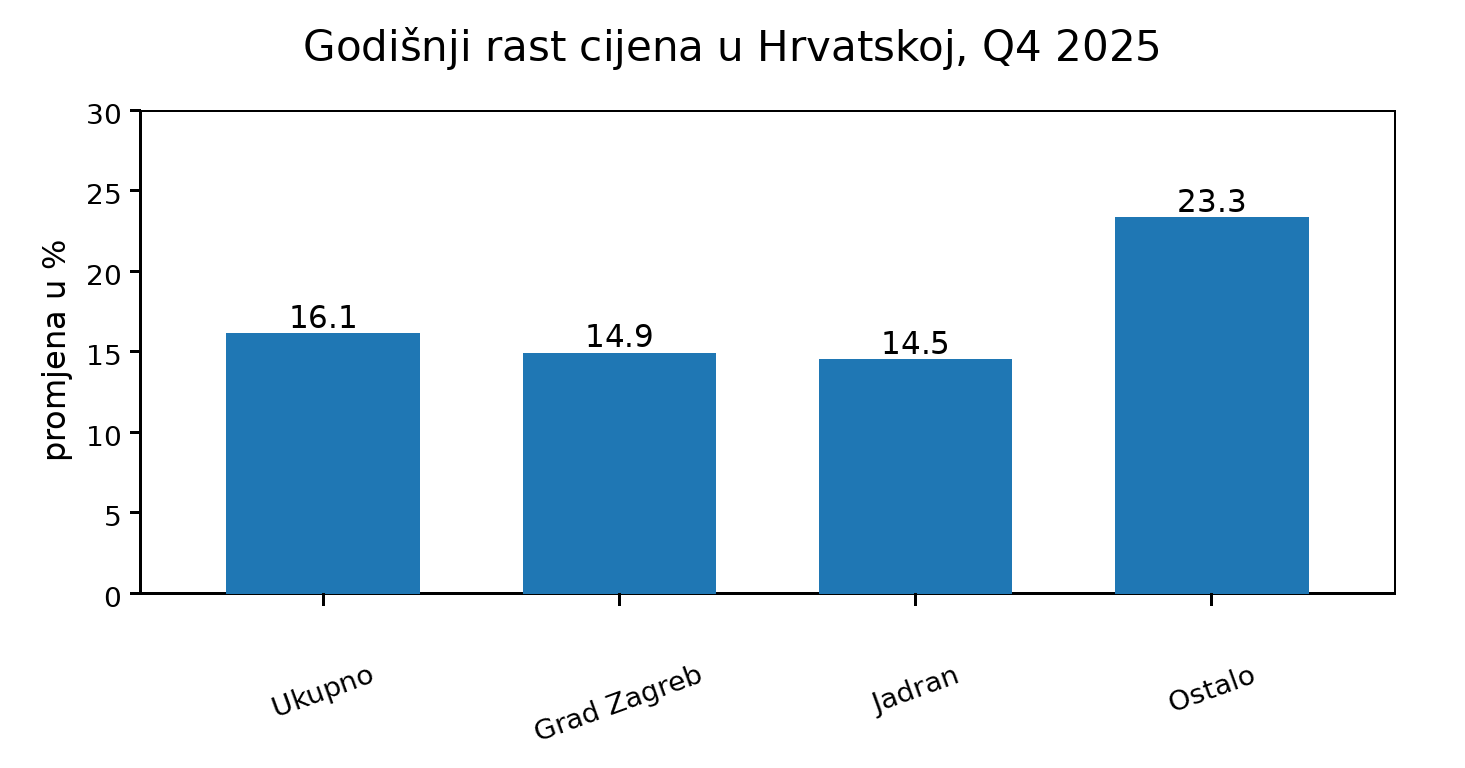 Godišnji rast cijena u Hrvatskoj, Q4 2025
promjena u %
30
25
20
15
10
5
0
16.1
14.9
14.5
23.3
Ukupno
Grad Zagreb
Jadran
Ostalo